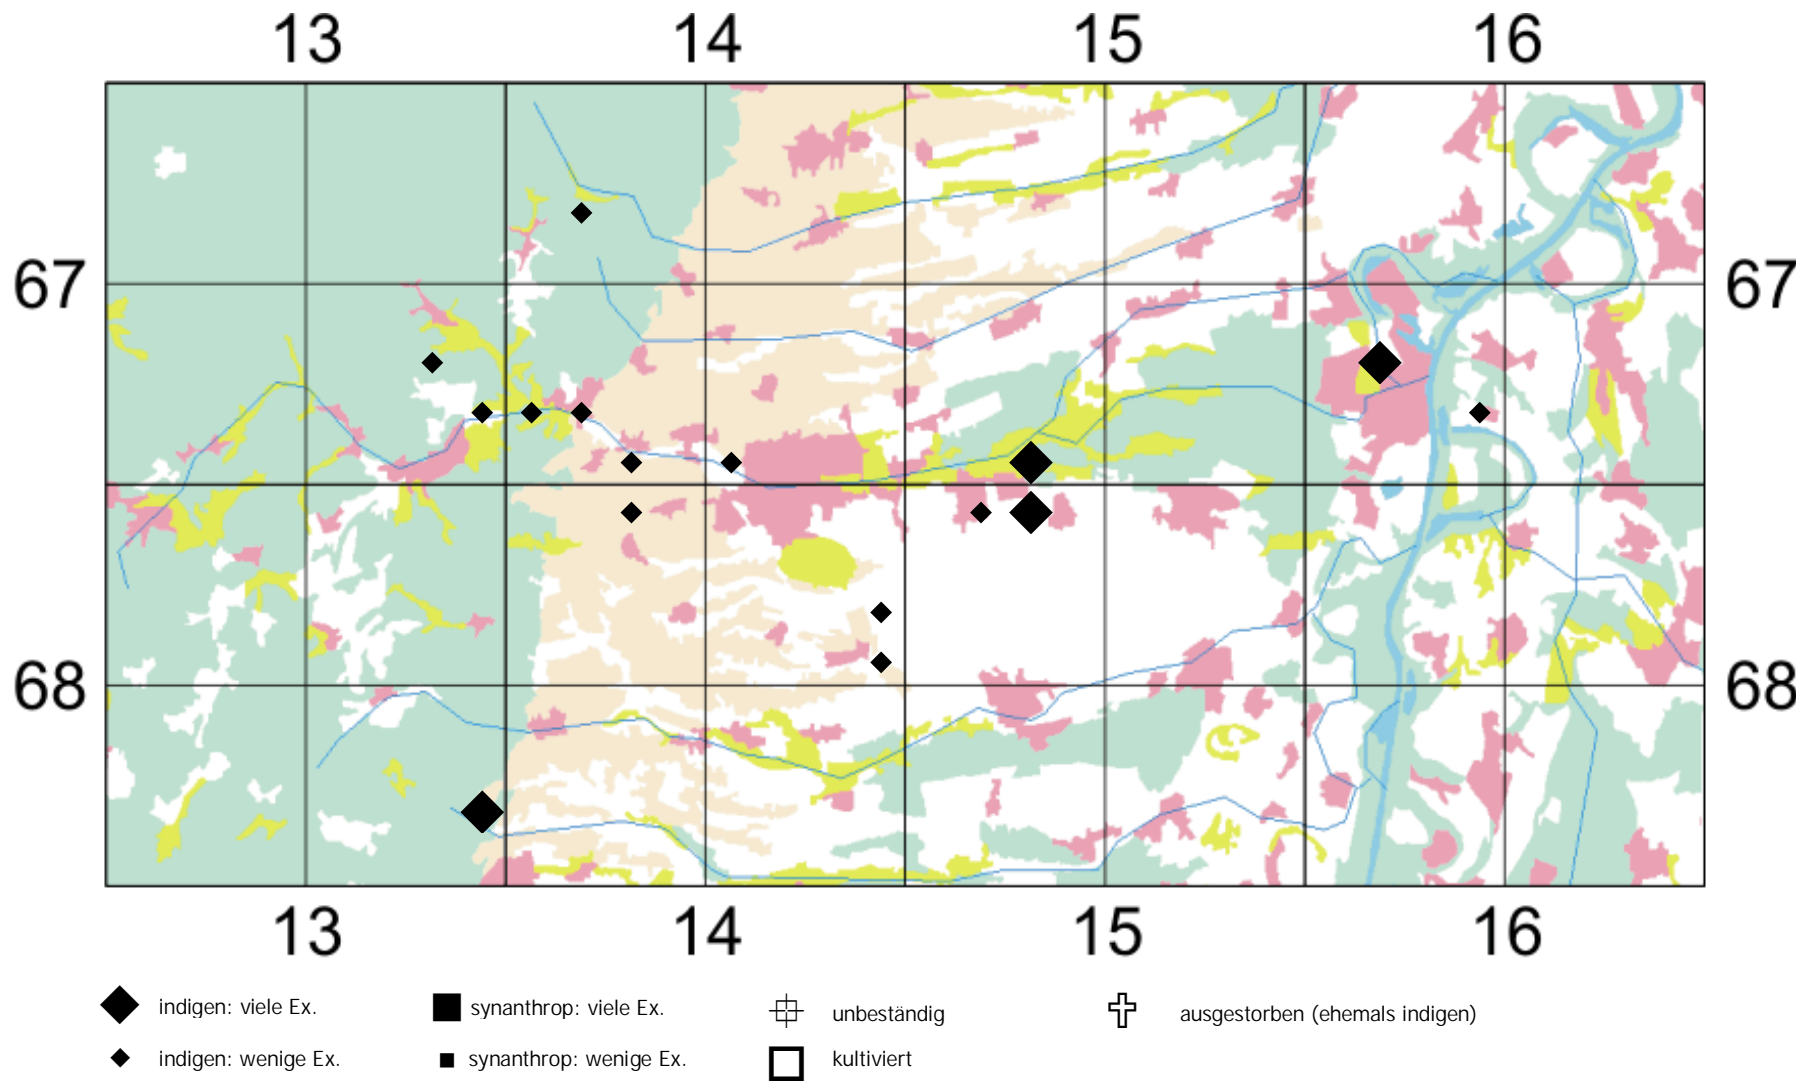 13 14 15 16
67 67
68 68
13 14 15 16
indigen: viele Ex. synanthrop: viele Ex. unbeständig ausgestorben (ehemals indigen)
indigen: wenige Ex. synanthrop: wenige Ex. kultiviert